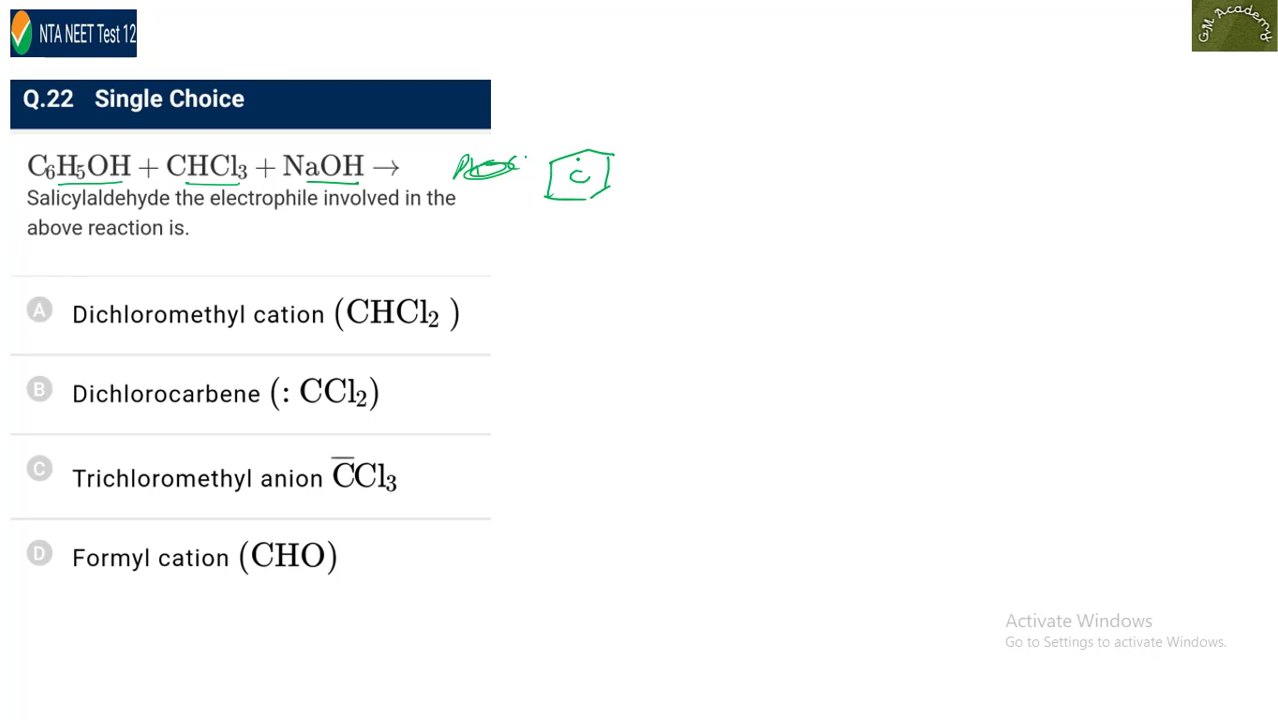 NTA NEET Test 12
GM Academy
Q.22 Single Choice
C₆H₅OH + CHCl₃ + NaOH →
Salicylaldehyde the electrophile involved in the
above reaction is.
A Dichloromethyl cation (CHCl₂ )
B Dichlorocarbene (: CCl₂)
C Trichloromethyl anion C̅Cl₃
D Formyl cation (CHO)
Activate Windows
Go to Settings to activate Windows.